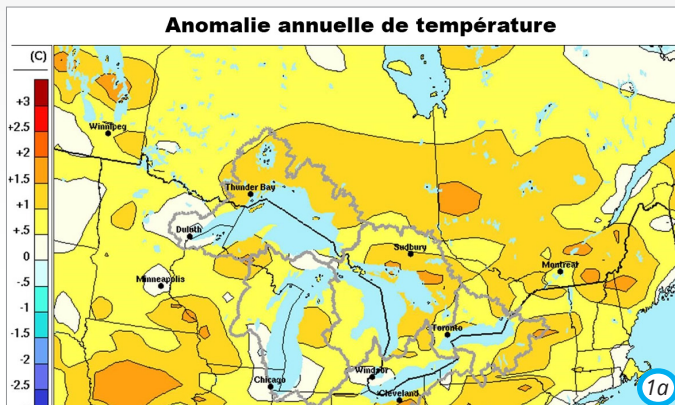 Anomalie annuelle de température
(C)
+3
+2.5
+2
+1.5
+1
+.5
0
-.5
-1
-1.5
-2
-2.5
Winnipeg
Thunder Bay
Duluth
Sudbury
Montreal
Minneapolis
Toronto
Windsor
Chicago
Cleveland
1a